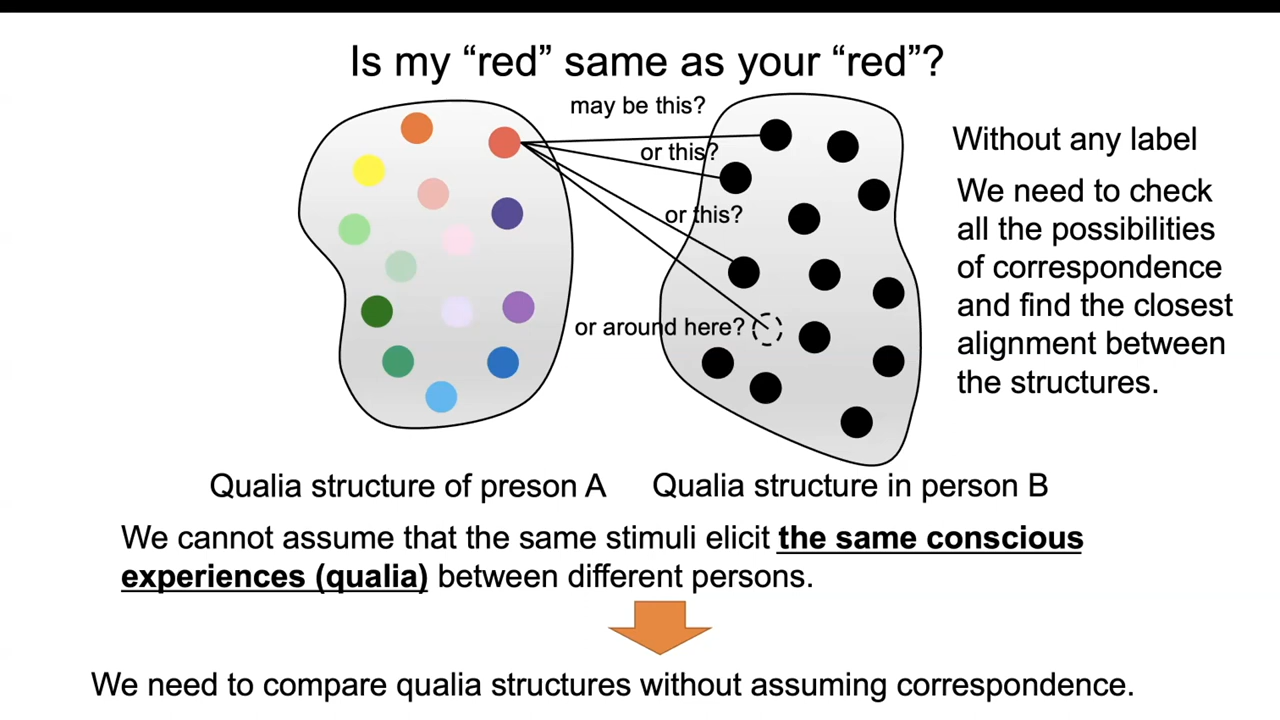 Is my “red” same as your “red”?
may be this?
or this?
or this?
or around here?
Without any label
We need to check
all the possibilities
of correspondence
and find the closest
alignment between
the structures.
Qualia structure of preson A
Qualia structure in person B
We cannot assume that the same stimuli elicit the same conscious
experiences (qualia) between different persons.
We need to compare qualia structures without assuming correspondence.